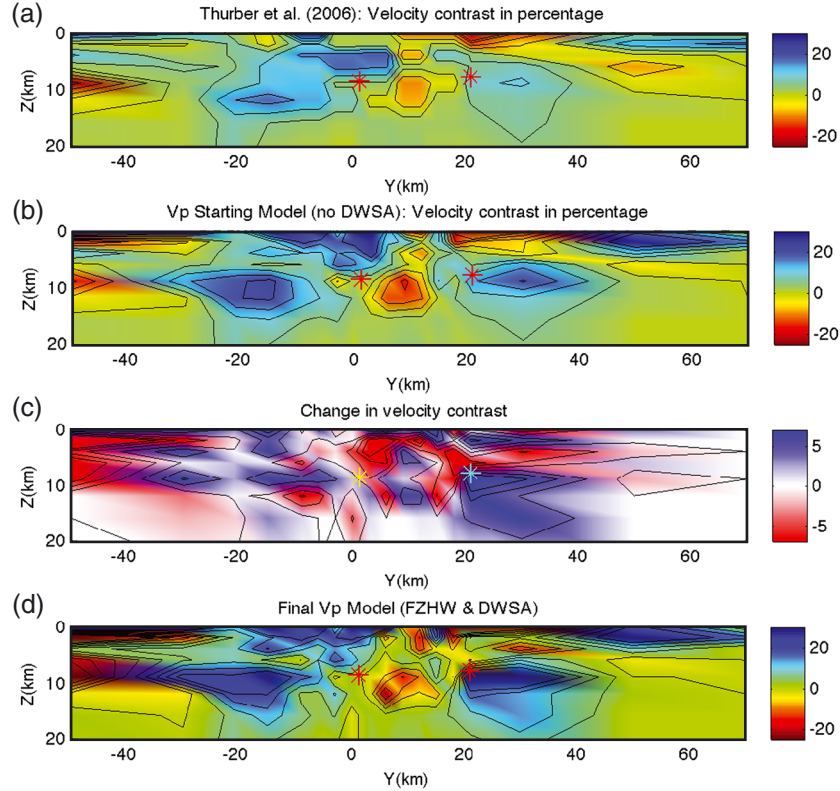 (a)
Thurber et al. (2006): Velocity contrast in percentage
0
10
20
Z(km)
-40 -20 0 20 40 60
Y(km)
20
0
-20
(b)
Vp Starting Model (no DWSA): Velocity contrast in percentage
0
10
20
Z(km)
-40 -20 0 20 40 60
Y(km)
20
0
-20
(c)
Change in velocity contrast
0
10
20
Z(km)
-40 -20 0 20 40 60
Y(km)
5
0
-5
(d)
Final Vp Model (FZHW & DWSA)
0
10
20
Z(km)
-40 -20 0 20 40 60
Y(km)
20
0
-20